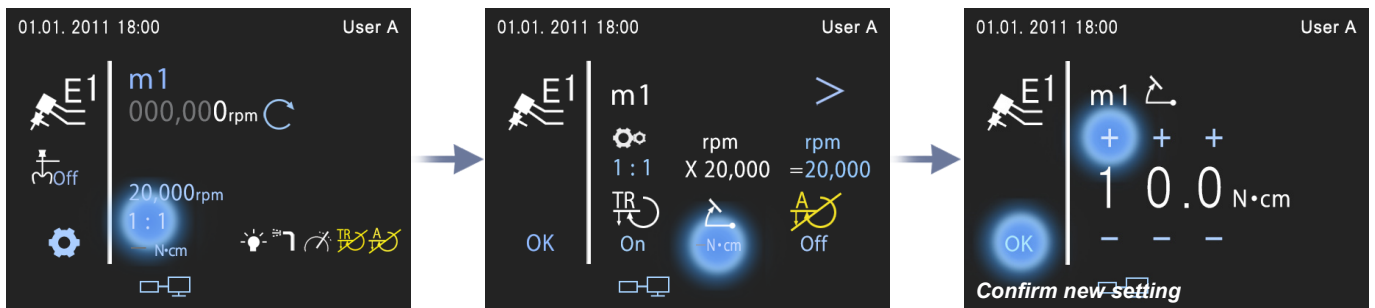 01.01. 2011 18:00 User A
E1
m1
000,000rpm
Off
20,000rpm
1 : 1
-- N•cm
TR A
01.01. 2011 18:00 User A
E1
m1 >
rpm rpm
1 : 1 X 20,000 =20,000
TR A
OK On - N•cm Off
01.01. 2011 18:00 User A
E1
m1
+ + +
1 0.0 N•cm
OK – – –
Confirm new setting